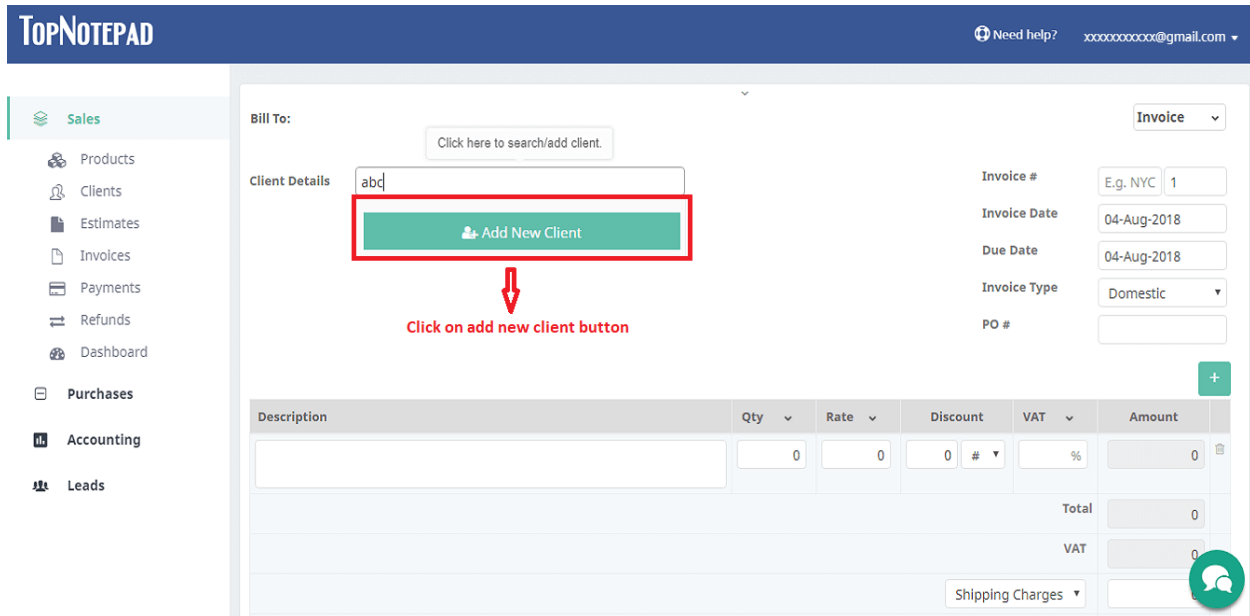 TopNotepad
Need help?
xxxxxxxxxxx@gmail.com
Sales
Products
Clients
Estimates
Invoices
Payments
Refunds
Dashboard
Purchases
Accounting
Leads
Bill To:
Invoice
Click here to search/add client.
Client Details
abc
Add New Client
Click on add new client button
Invoice #
E.g. NYC
1
Invoice Date
04-Aug-2018
Due Date
04-Aug-2018
Invoice Type
Domestic
PO #
+
Description Qty Rate Discount VAT Amount
0 0 0 # % 0
Total 0
VAT 0
Shipping Charges